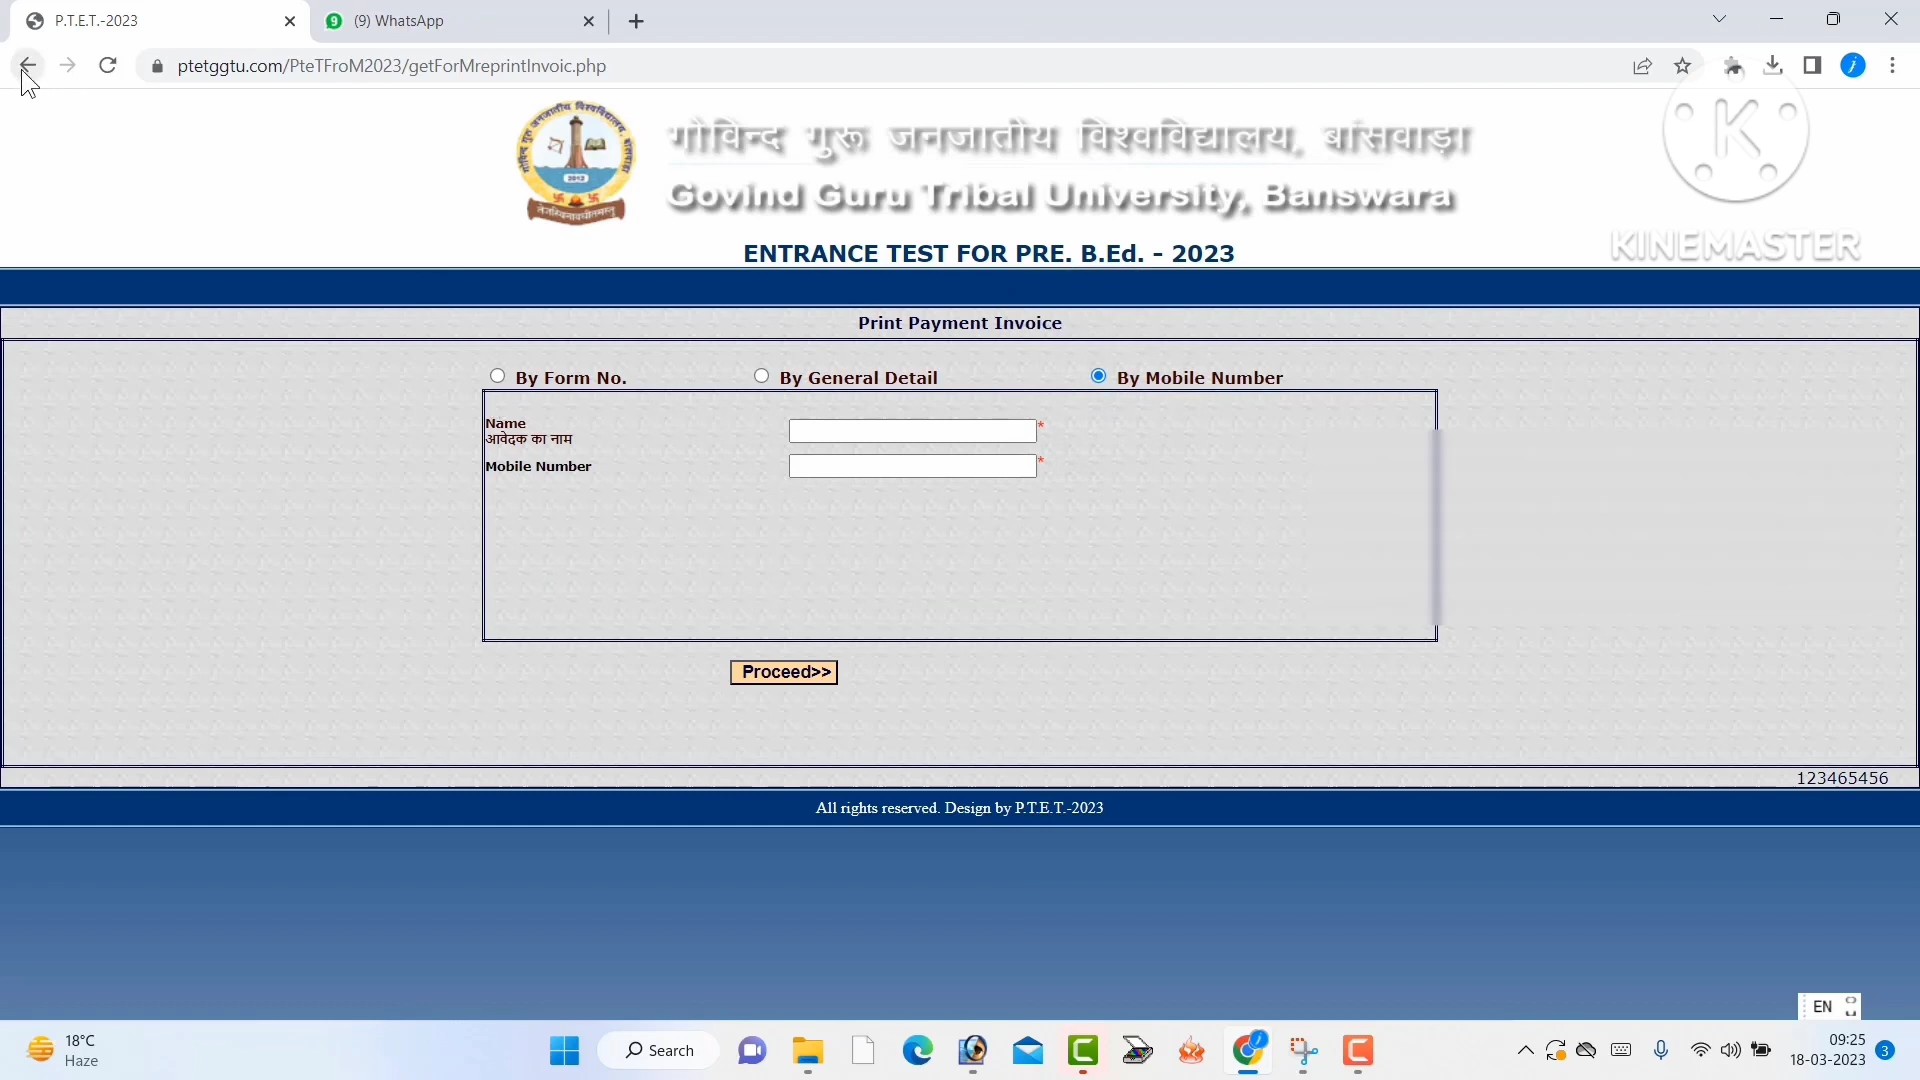 P.T.E.T.-2023
(9) WhatsApp
ptetggtu.com/PteTFroM2023/getForMreprintInvoic.php
गोविन्द गुरू जनजातीय विश्वविद्यालय, बांसवाड़ा
Govind Guru Tribal University, Banswara
2012
K
KINEMASTER
ENTRANCE TEST FOR PRE. B.Ed. - 2023
Print Payment Invoice
By Form No. By General Detail By Mobile Number
Name *
आवेदक का नाम
Mobile Number *
Proceed>>
123465456
All rights reserved. Design by P.T.E.T.-2023
EN
18°C
Haze
Search
09:25
18-03-2023 3